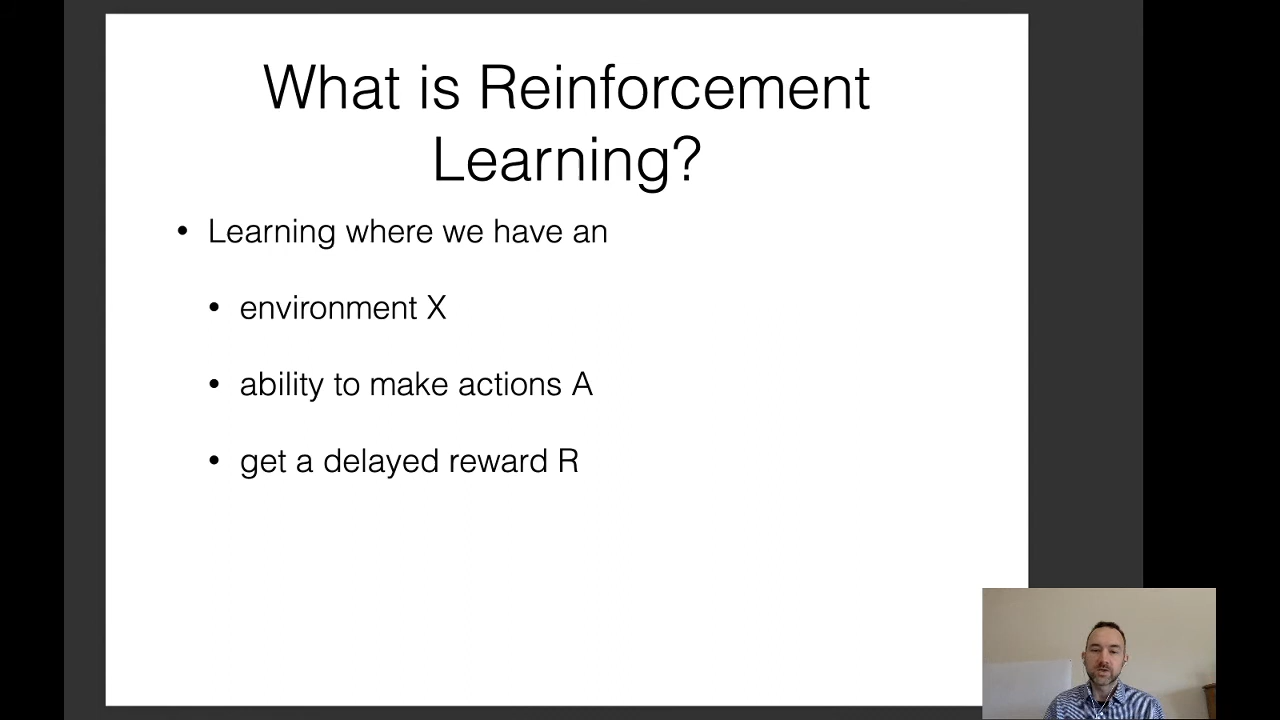 What is Reinforcement
Learning?
• Learning where we have an
• environment X
• ability to make actions A
• get a delayed reward R